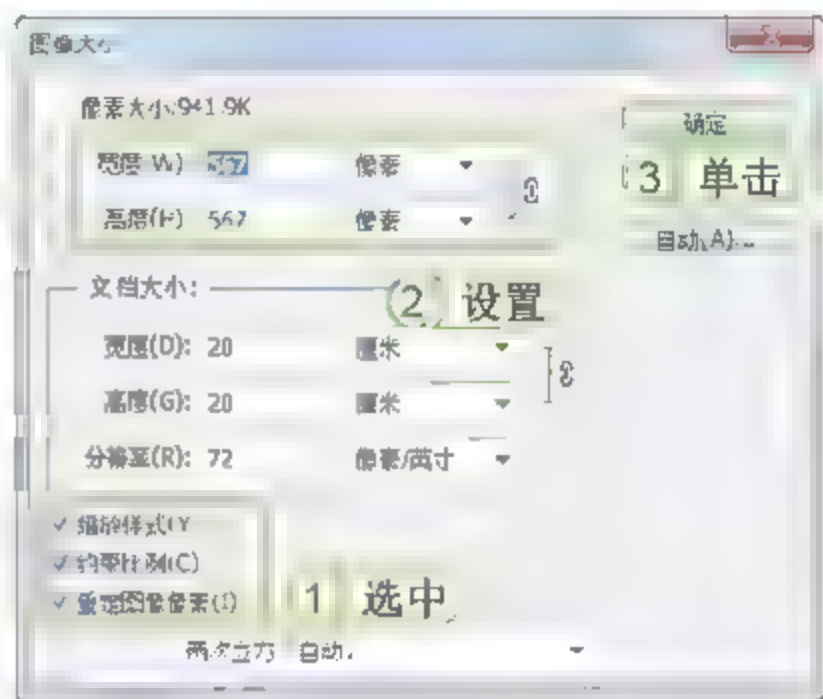 图像大小
像素大小:941.9K
确定
宽度(W) 像素
3 单击
高度(H) 567 像素
自动(A)...
文档大小:
2 设置
宽度(D): 20 厘米
高度(G): 20 厘米
分辨率(R): 72 像素/英寸
缩放样式(Y
约束比例(C)
重定图像像素(I)
1 选中
两次立方 自动